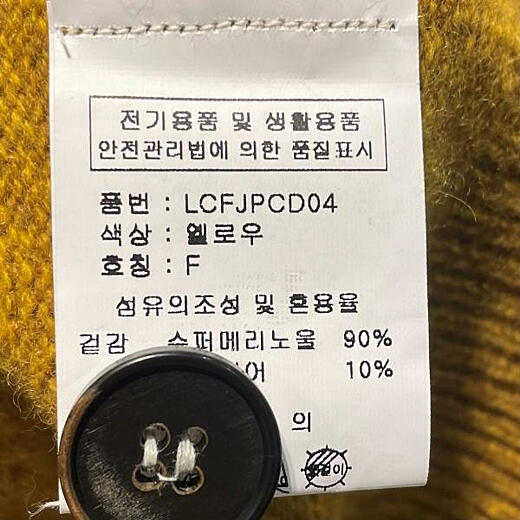 전기용품 및 생활용품
안전관리법에 의한 품질표시
품번 : LCFJPCD04
색상 : 옐로우
호칭 : F
섬유의조성 및 혼용율
겉감 슈퍼메리노울 90%
어 10%
의